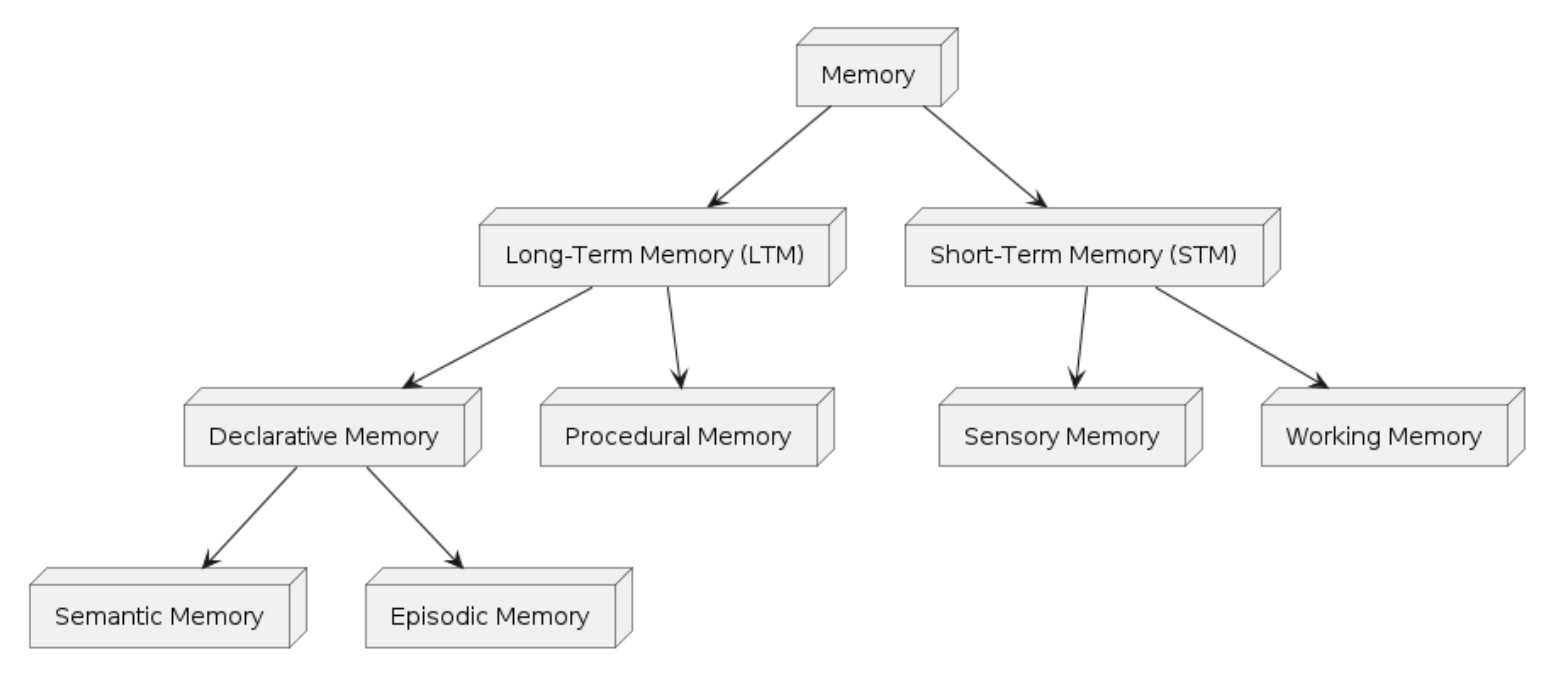 Memory
Long-Term Memory (LTM)
Short-Term Memory (STM)
Declarative Memory
Procedural Memory
Sensory Memory
Working Memory
Semantic Memory
Episodic Memory